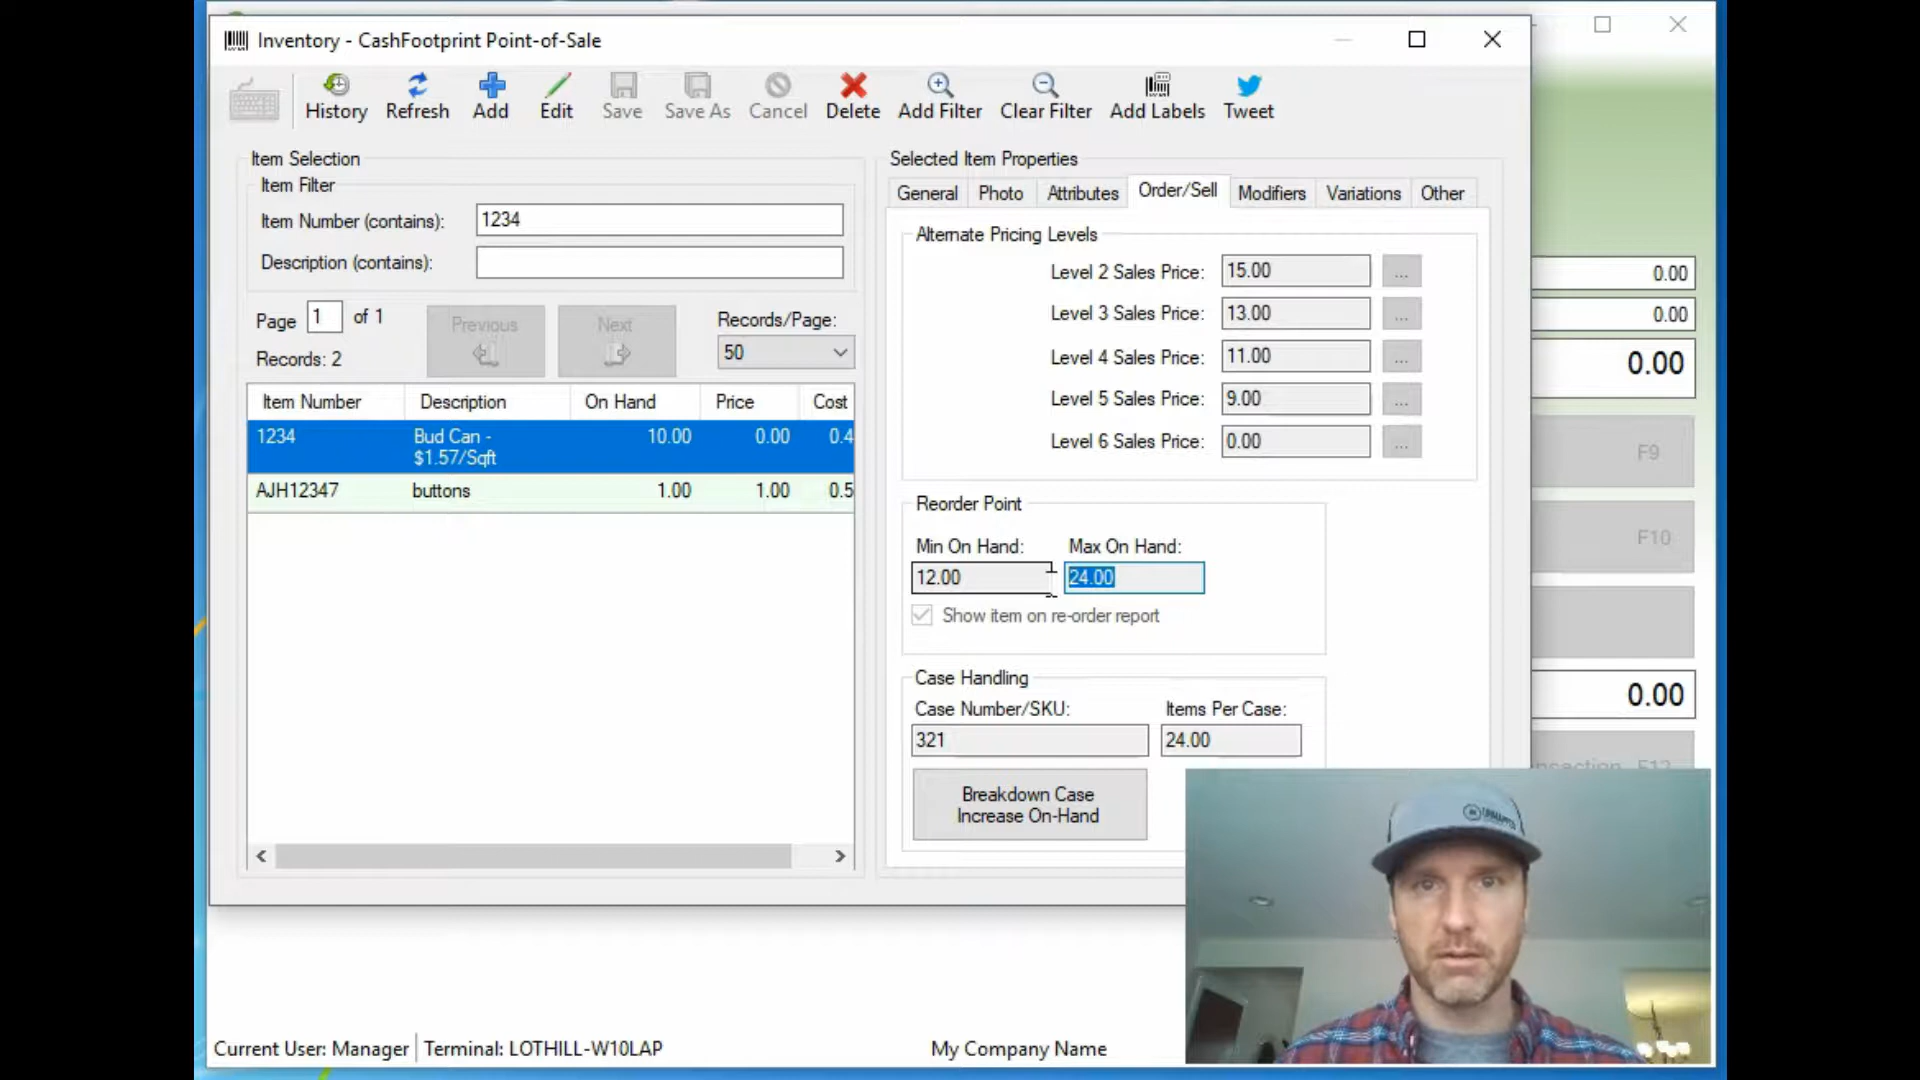 Inventory - CashFootprint Point-of-Sale
History Refresh Add Edit Save Save As Cancel Delete Add Filter Clear Filter Add Labels Tweet
Item Selection
Item Filter
Item Number (contains): 1234
Description (contains):
Page 1 of 1
Records: 2
Previous
Next
Records/Page:
50
Item Number Description On Hand Price Cost
1234 Bud Can - 10.00 0.00 0.4
$1.57/Sqft
AJH12347 buttons 1.00 1.00 0.5
Selected Item Properties
General Photo Attributes Order/Sell Modifiers Variations Other
Alternate Pricing Levels
Level 2 Sales Price: 15.00 ...
Level 3 Sales Price: 13.00 ...
Level 4 Sales Price: 11.00 ...
Level 5 Sales Price: 9.00 ...
Level 6 Sales Price: 0.00 ...
Reorder Point
Min On Hand: Max On Hand:
12.00 24.00
Show item on re-order report
Case Handling
Case Number/SKU: Items Per Case:
321 24.00
Breakdown Case
Increase On-Hand
0.00
0.00
0.00
F9
F10
0.00
F12
Current User: Manager Terminal: LOTHILL-W10LAP My Company Name